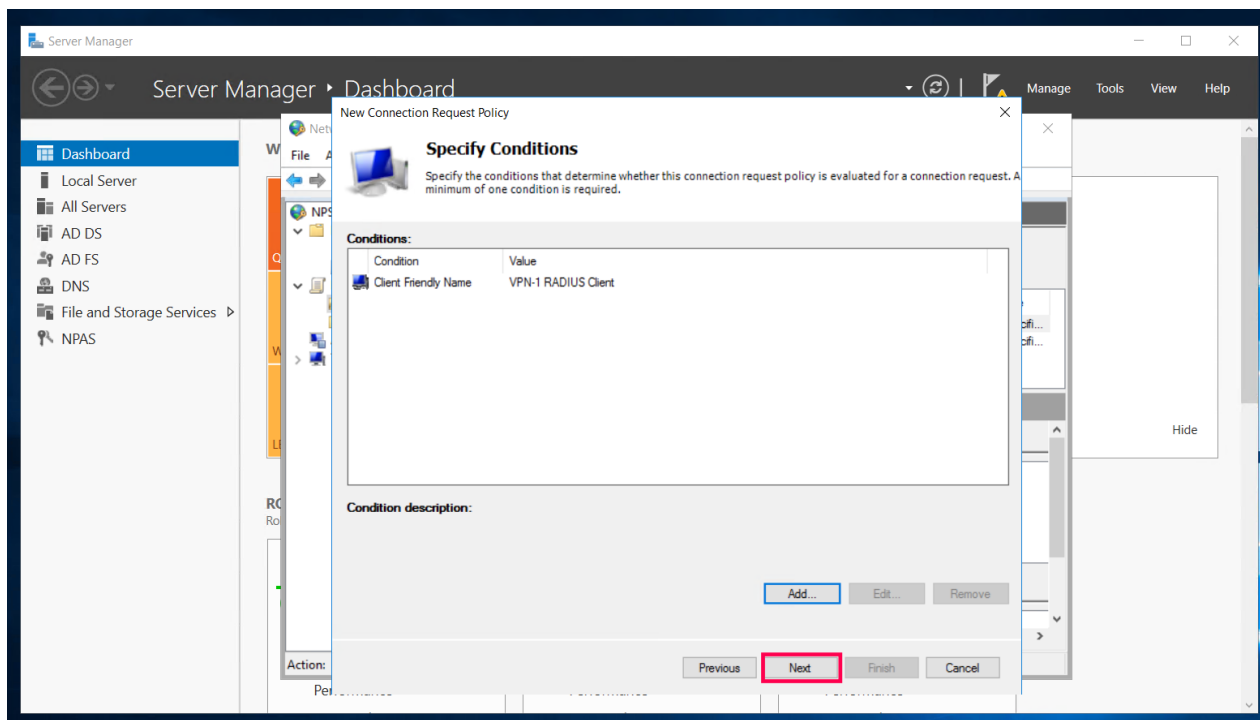 Server Manager
Server Manager • Dashboard
Manage Tools View Help
New Connection Request Policy
Dashboard
Local Server
All Servers
AD DS
AD FS
DNS
File and Storage Services
NPAS
File
NPS
Specify Conditions
Specify the conditions that determine whether this connection request policy is evaluated for a connection request. A
minimum of one condition is required.
Conditions:
Condition Value
Client Friendly Name VPN-1 RADIUS Client
Hide
Condition description:
Add... Edit... Remove
Previous Next Finish Cancel
Action: